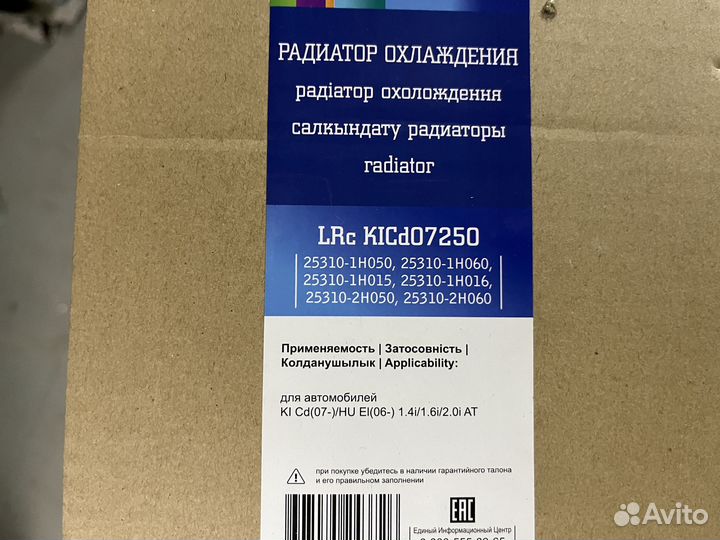 РАДИАТОР ОХЛАЖДЕНИЯ
радіатор охолодження
салкындату радиаторы
radiator
LRc KICd07250
25310-1H050, 25310-1H060,
25310-1H015, 25310-1H016,
25310-2H050, 25310-2H060
Применяемость | Затосовність |
Колданушылык | Applicability:
для автомобилей
KI Cd(07-)/HU El(06-) 1.4i/1.6i/2.0i AT
при покупке убедитесь в наличии гарантийного талона
и его правильном заполнении
EAC
Единый Информационный Центр
Avito